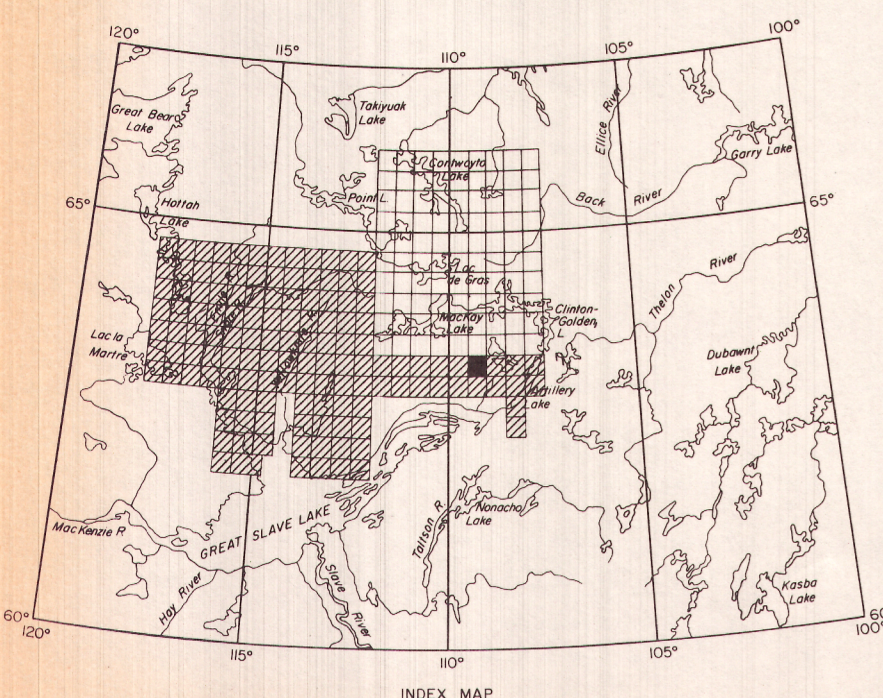 120°
115°
110°
105°
100°
Great Bear
Lake
Takiyuak
Lake
Ellice River
Contwoyto
Lake
Garry Lake
65°
Hottah
Lake
Point L.
Back River
65°
Lac
de Gras
Thelon River
MacKay
Lake
Clinton-
Golden
Lac la
Martre
Yellowknife R.
Dubawnt
Lake
Artillery
Lake
MacKenzie R.
GREAT SLAVE LAKE
Taltson R.
Nonacho
Lake
Hay River
Slave
River
Kasba
Lake
60°
120°
115°
110°
105°
60°
100°
INDEX MAP